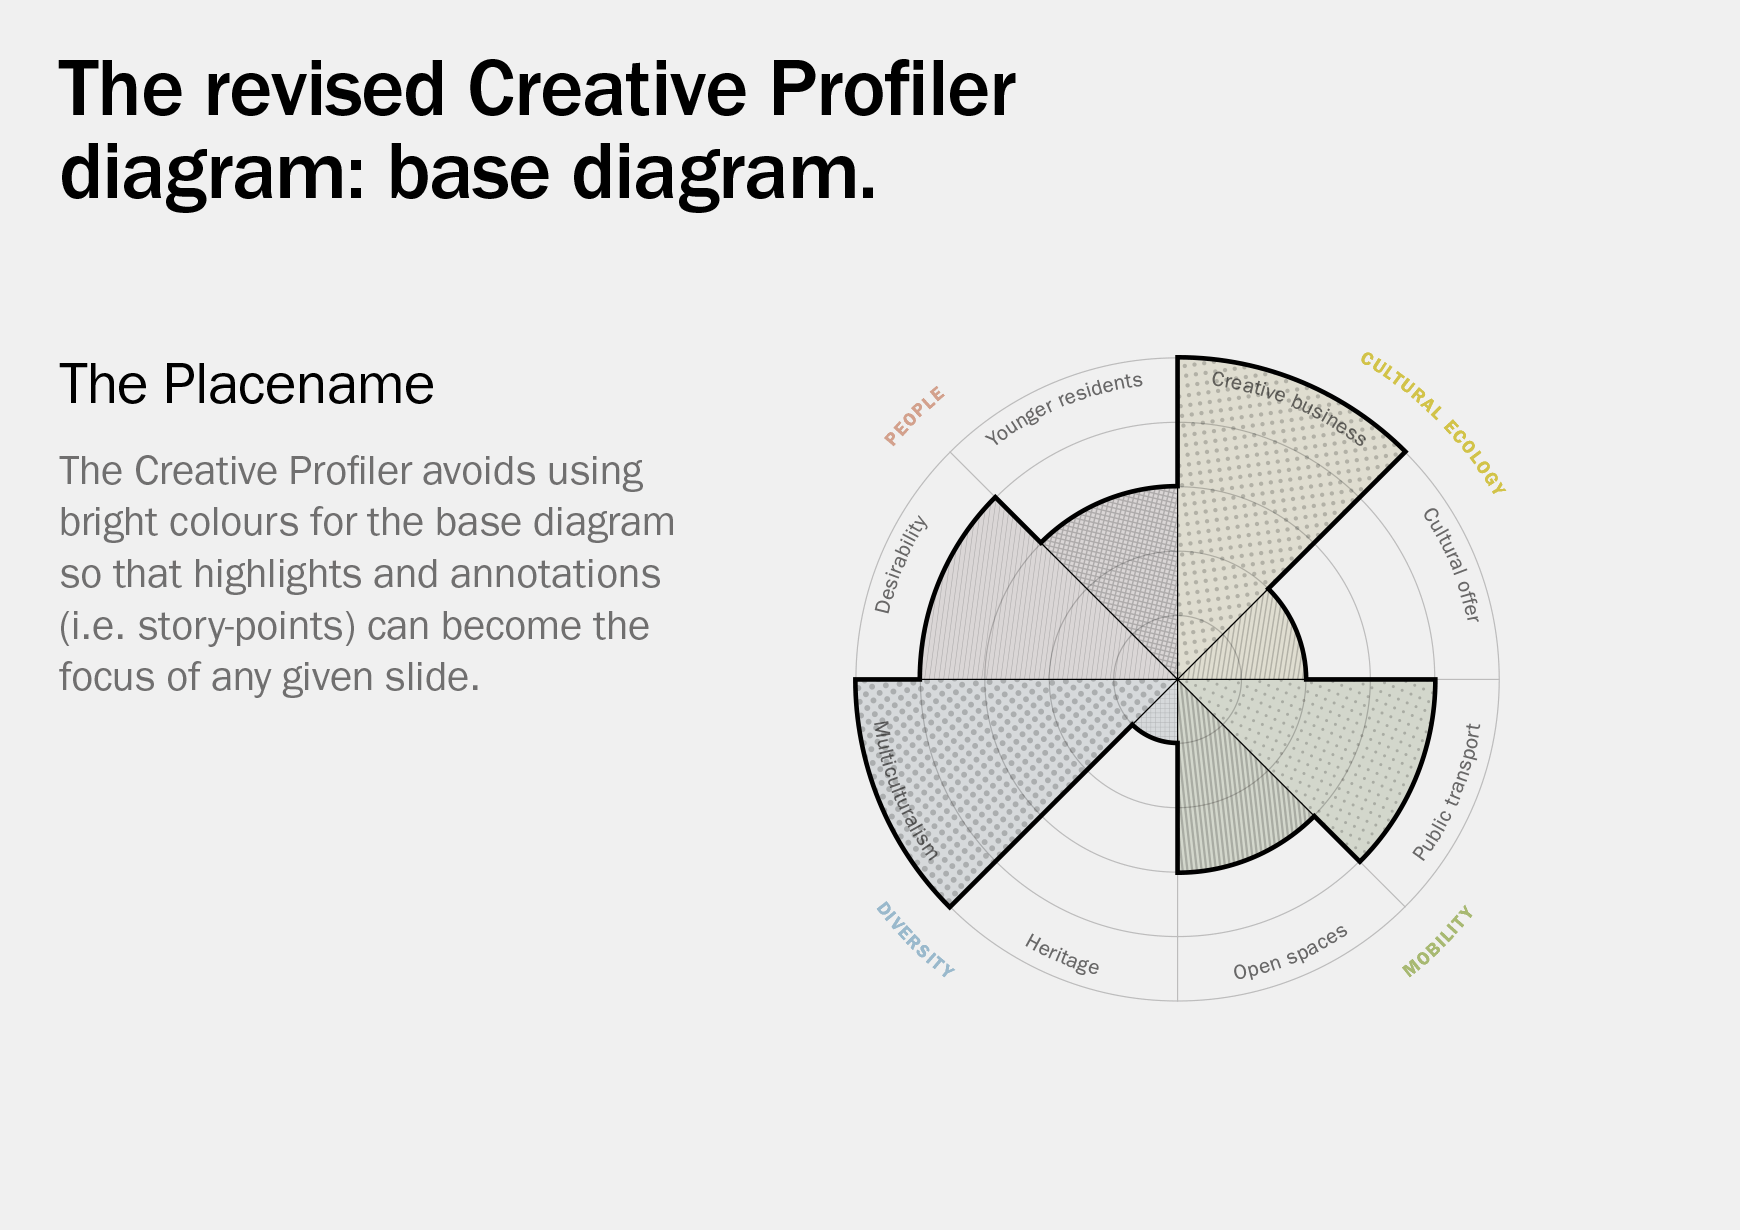 The revised Creative Profiler
diagram: base diagram.
The Placename
The Creative Profiler avoids using
bright colours for the base diagram
so that highlights and annotations
(i.e. story-points) can become the
focus of any given slide.
PEOPLE
CULTURAL ECOLOGY
Younger residents
Creative business
Desirability
Cultural offer
Multiculturalism
Public transport
Heritage
Open spaces
DIVERSITY
MOBILITY